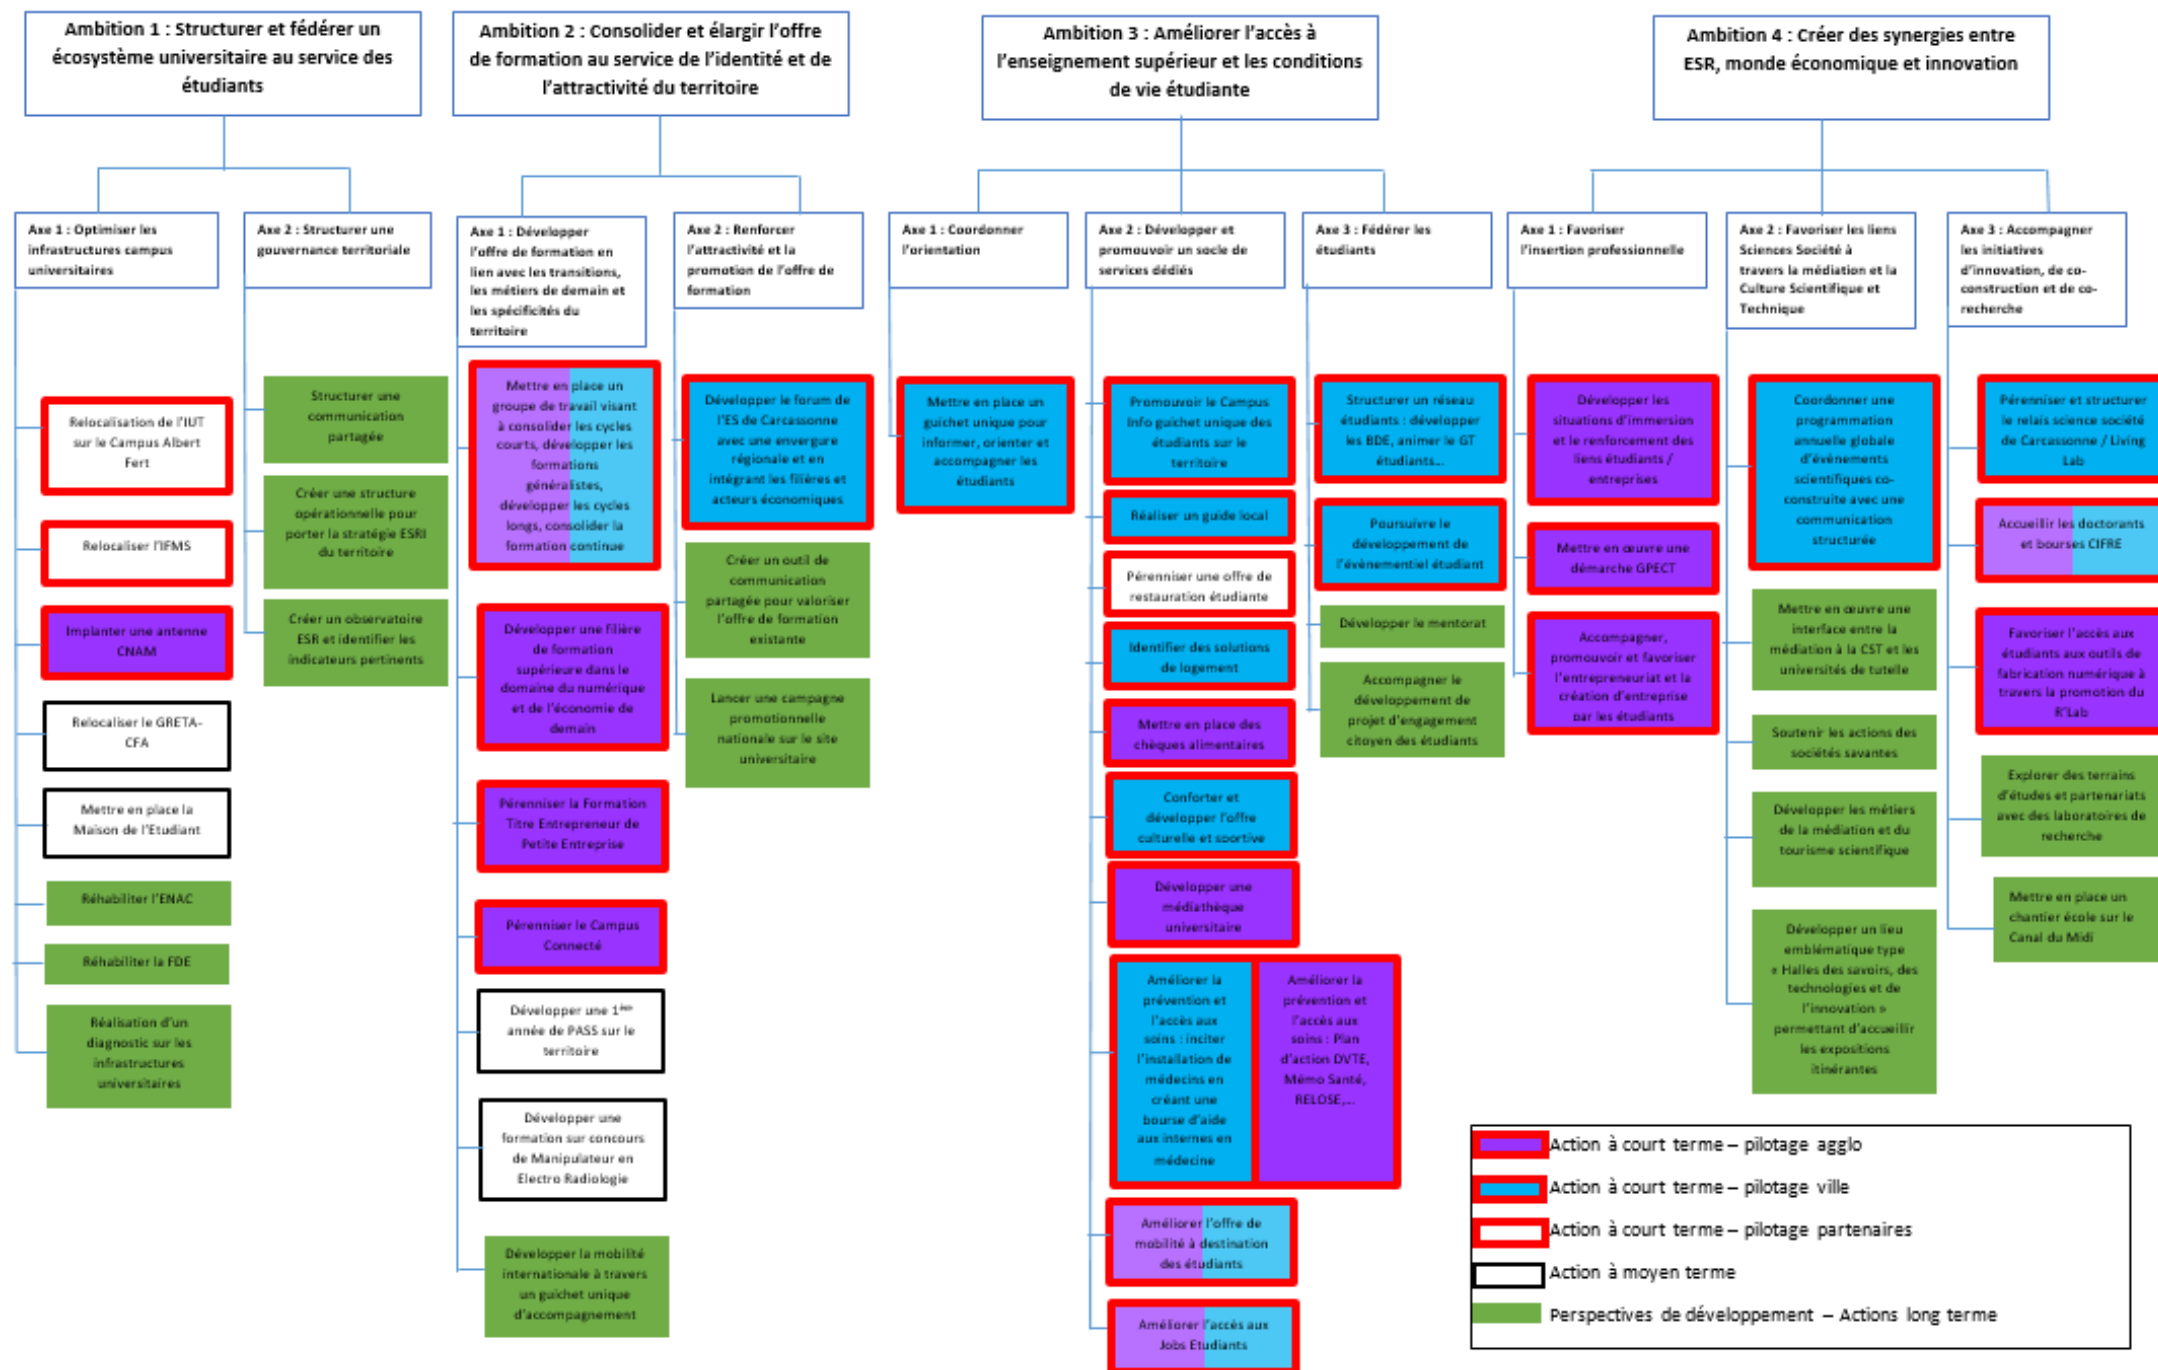 Ambition 1 : Structurer et fédérer un
écosystème universitaire au service des
étudiants
Axe 1 : Optimiser les
infrastructures campus
universitaires
Relocalisation de l'IUT
sur le Campus Albert
Fert
Relocaliser l'IFMS
Implanter une antenne
CNAM
Relocaliser le GRETA-
CFA
Mettre en place la
Maison de l'Etudiant
Réhabiliter l'ENAC
Réhabiliter la FDE
Réalisation d'un
diagnostic sur les
infrastructures
universitaires
Axe 2 : Structurer une
gouvernance territoriale
Structurer une
communication
partagée
Créer une structure
opérationnelle pour
porter la stratégie ESRI
du territoire
Créer un observatoire
ESR et identifier les
indicateurs pertinents
Ambition 2 : Consolider et élargir l'offre
de formation au service de l'identité et de
l'attractivité du territoire
Axe 1 : Développer
l'offre de formation en
lien avec les transitions,
les métiers de demain et
les spécificités du
territoire
Mettre en place un
groupe de travail visant
à consolider les cycles
courts, développer les
formations
généralistes,
développer les cycles
longs, consolider la
formation continue
Développer une filière
de formation
supérieure dans le
domaine du numérique
et de l'économie de
demain
Pérenniser la Formation
Titre Entrepreneur de
Petite Entreprise
Pérenniser le Campus
Connecté
Développer une 1ère
année de PASS sur le
territoire
Développer une
formation sur concours
de Manipulateur en
Electro Radiologie
Développer la mobilité
internationale à travers
un guichet unique
d'accompagnement
Axe 2 : Renforcer
l'attractivité et la
promotion de l'offre de
formation
Développer le forum de
l'ES de Carcassonne
avec une envergure
régionale et en
intégrant les filières et
acteurs économiques
Créer un outil de
communication
partagée pour valoriser
l'offre de formation
existante
Lancer une campagne
promotionnelle
nationale sur le site
universitaire
Ambition 3 : Améliorer l'accès à
l'enseignement supérieur et les conditions
de vie étudiante
Axe 1 : Coordonner
l'orientation
Mettre en place un
guichet unique pour
informer, orienter et
accompagner les
étudiants
Axe 2 : Développer et
promouvoir un socle de
services dédiés
Promouvoir le Campus
Info guichet unique des
étudiants sur le
territoire
Réaliser un guide local
Pérenniser une offre de
restauration étudiante
Identifier des solutions
de logement
Mettre en place des
chèques alimentaires
Conforter et
développer l'offre
culturelle et sportive
Développer une
médiathèque
universitaire
Améliorer la
prévention et
l'accès aux
soins : inciter
l'installation de
médecins en
créant une
bourse d'aide
aux internes en
médecine
Améliorer la
prévention et
l'accès aux
soins : Plan
d'action DVTE,
Mémo Santé,
RELOSE,...
Améliorer l'offre de
mobilité à destination
des étudiants
Améliorer l'accès aux
Jobs Etudiants
Axe 3 : Fédérer les
étudiants
Structurer un réseau
étudiants : développer
les BDE, animer le GT
étudiants...
Poursuivre le
développement de
l'évènementiel étudiant
Développer le mentorat
Accompagner le
développement de
projet d'engagement
citoyen des étudiants
Ambition 4 : Créer des synergies entre
ESR, monde économique et innovation
Axe 1 : Favoriser
l'insertion professionnelle
Développer les
situations d'immersion
et le renforcement des
liens étudiants /
entreprises
Mettre en œuvre une
démarche GPECT
Accompagner,
promouvoir et favoriser
l'entrepreneuriat et la
création d'entreprise
par les étudiants
Axe 2 : Favoriser les liens
Sciences Société à
travers la médiation et la
Culture Scientifique et
Technique
Coordonner une
programmation
annuelle globale
d'évènements
scientifiques co-
construite avec une
communication
structurée
Mettre en œuvre une
interface entre la
médiation à la CST et les
universités de tutelle
Soutenir les actions des
sociétés savantes
Développer les métiers
de la médiation et du
tourisme scientifique
Développer un lieu
emblématique type
« Halles des savoirs, des
technologies et de
l'innovation »
permettant d'accueillir
les expositions
itinérantes
Axe 3 : Accompagner
les initiatives
d'innovation, de co-
construction et de co-
recherche
Pérenniser et structurer
le relais science société
de Carcassonne / Living
Lab
Accueillir les doctorants
et bourses CIFRE
Favoriser l'accès aux
étudiants aux outils de
fabrication numérique à
travers la promotion du
R'Lab
Explorer des terrains
d'études et partenariats
avec des laboratoires de
recherche
Mettre en place un
chantier école sur le
Canal du Midi
Action à court terme – pilotage agglo
Action à court terme – pilotage ville
Action à court terme – pilotage partenaires
Action à moyen terme
Perspectives de développement – Actions long terme